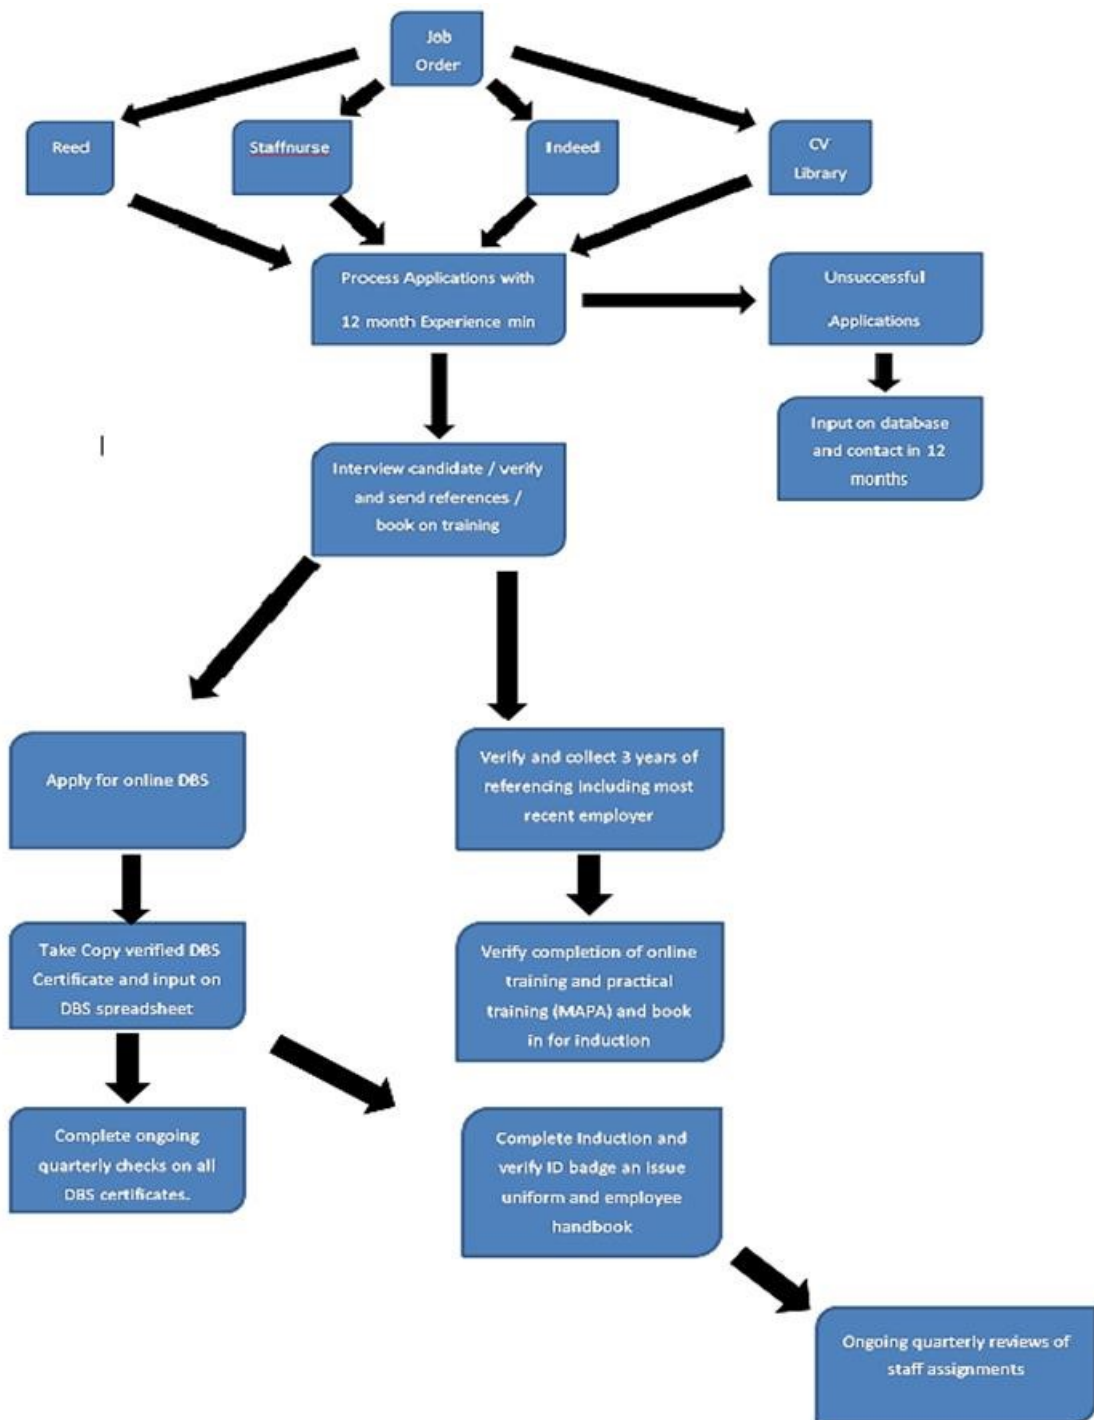 Job
Order
Reed
Staffnurse
Indeed
CV
Library
Process Applications with
12 month Experience min
Unsuccessful
Applications
Input on database
and contact in 12
months
Interview candidate / verify
and send references /
book on training
Apply for online DBS
Verify and collect 3 years of
referencing including most
recent employer
Take Copy verified DBS
Certificate and input on
DBS spreadsheet
Verify completion of online
training and practical
training (MAPA) and book
in for induction
Complete ongoing
quarterly checks on all
DBS certificates.
Complete Induction and
verify ID badge an issue
uniform and employee
handbook
Ongoing quarterly reviews of
staff assignments